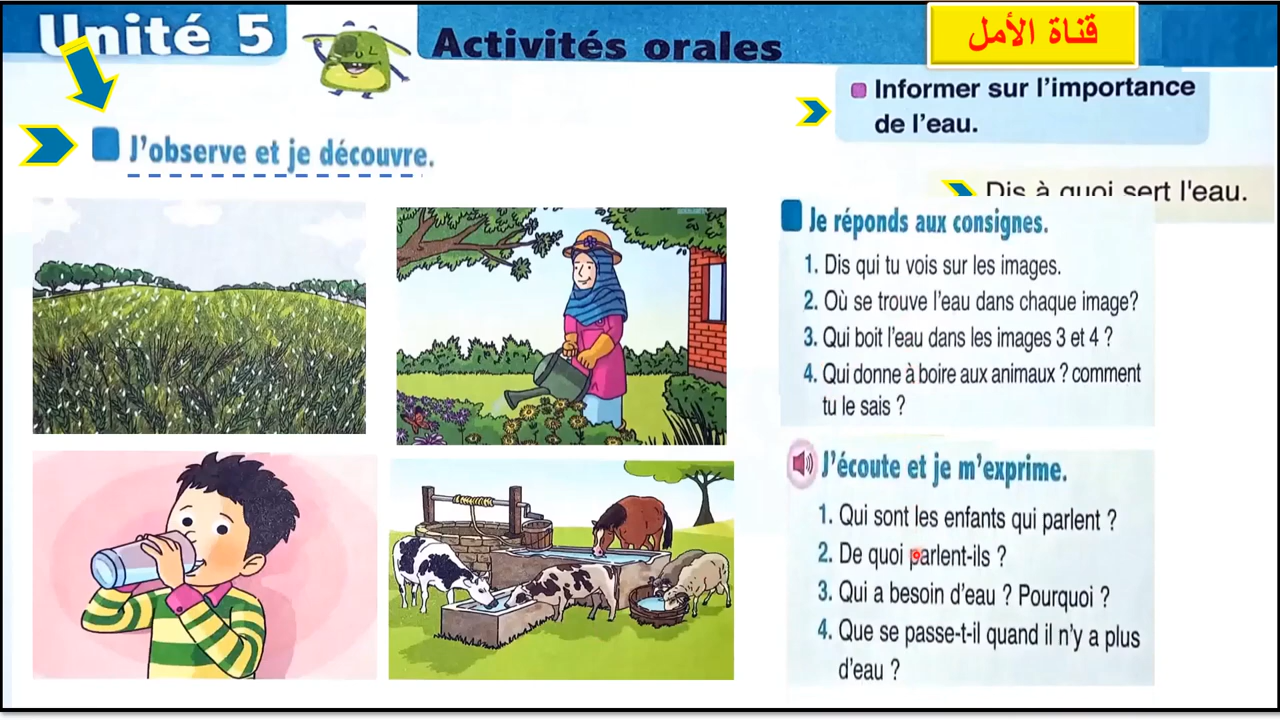 Unité 5
Activités orales
قناة الأمل
Informer sur l'importance
de l'eau.
J'observe et je découvre.
Dis à quoi sert l'eau.
Je réponds aux consignes.
1. Dis qui tu vois sur les images.
2. Où se trouve l'eau dans chaque image?
3. Qui boit l'eau dans les images 3 et 4 ?
4. Qui donne à boire aux animaux ? comment
tu le sais ?
J'écoute et je m'exprime.
1. Qui sont les enfants qui parlent ?
2. De quoi parlent-ils ?
3. Qui a besoin d'eau ? Pourquoi ?
4. Que se passe-t-il quand il n'y a plus
d'eau ?